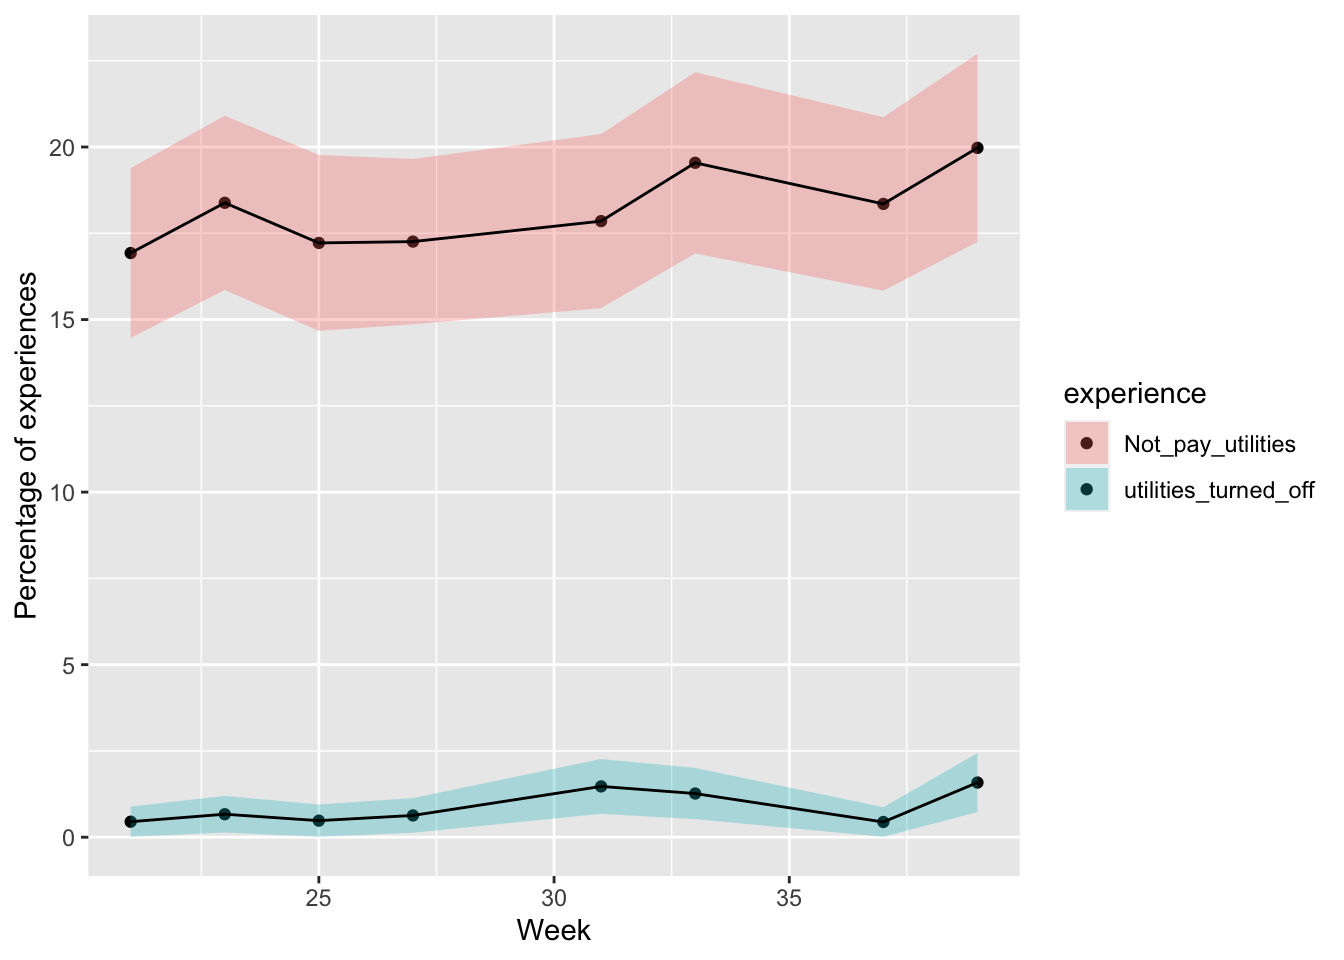 Percentage of experiences
20
15
10
5
0
25 30 35
Week
experience
Not_pay_utilities
utilities_turned_off